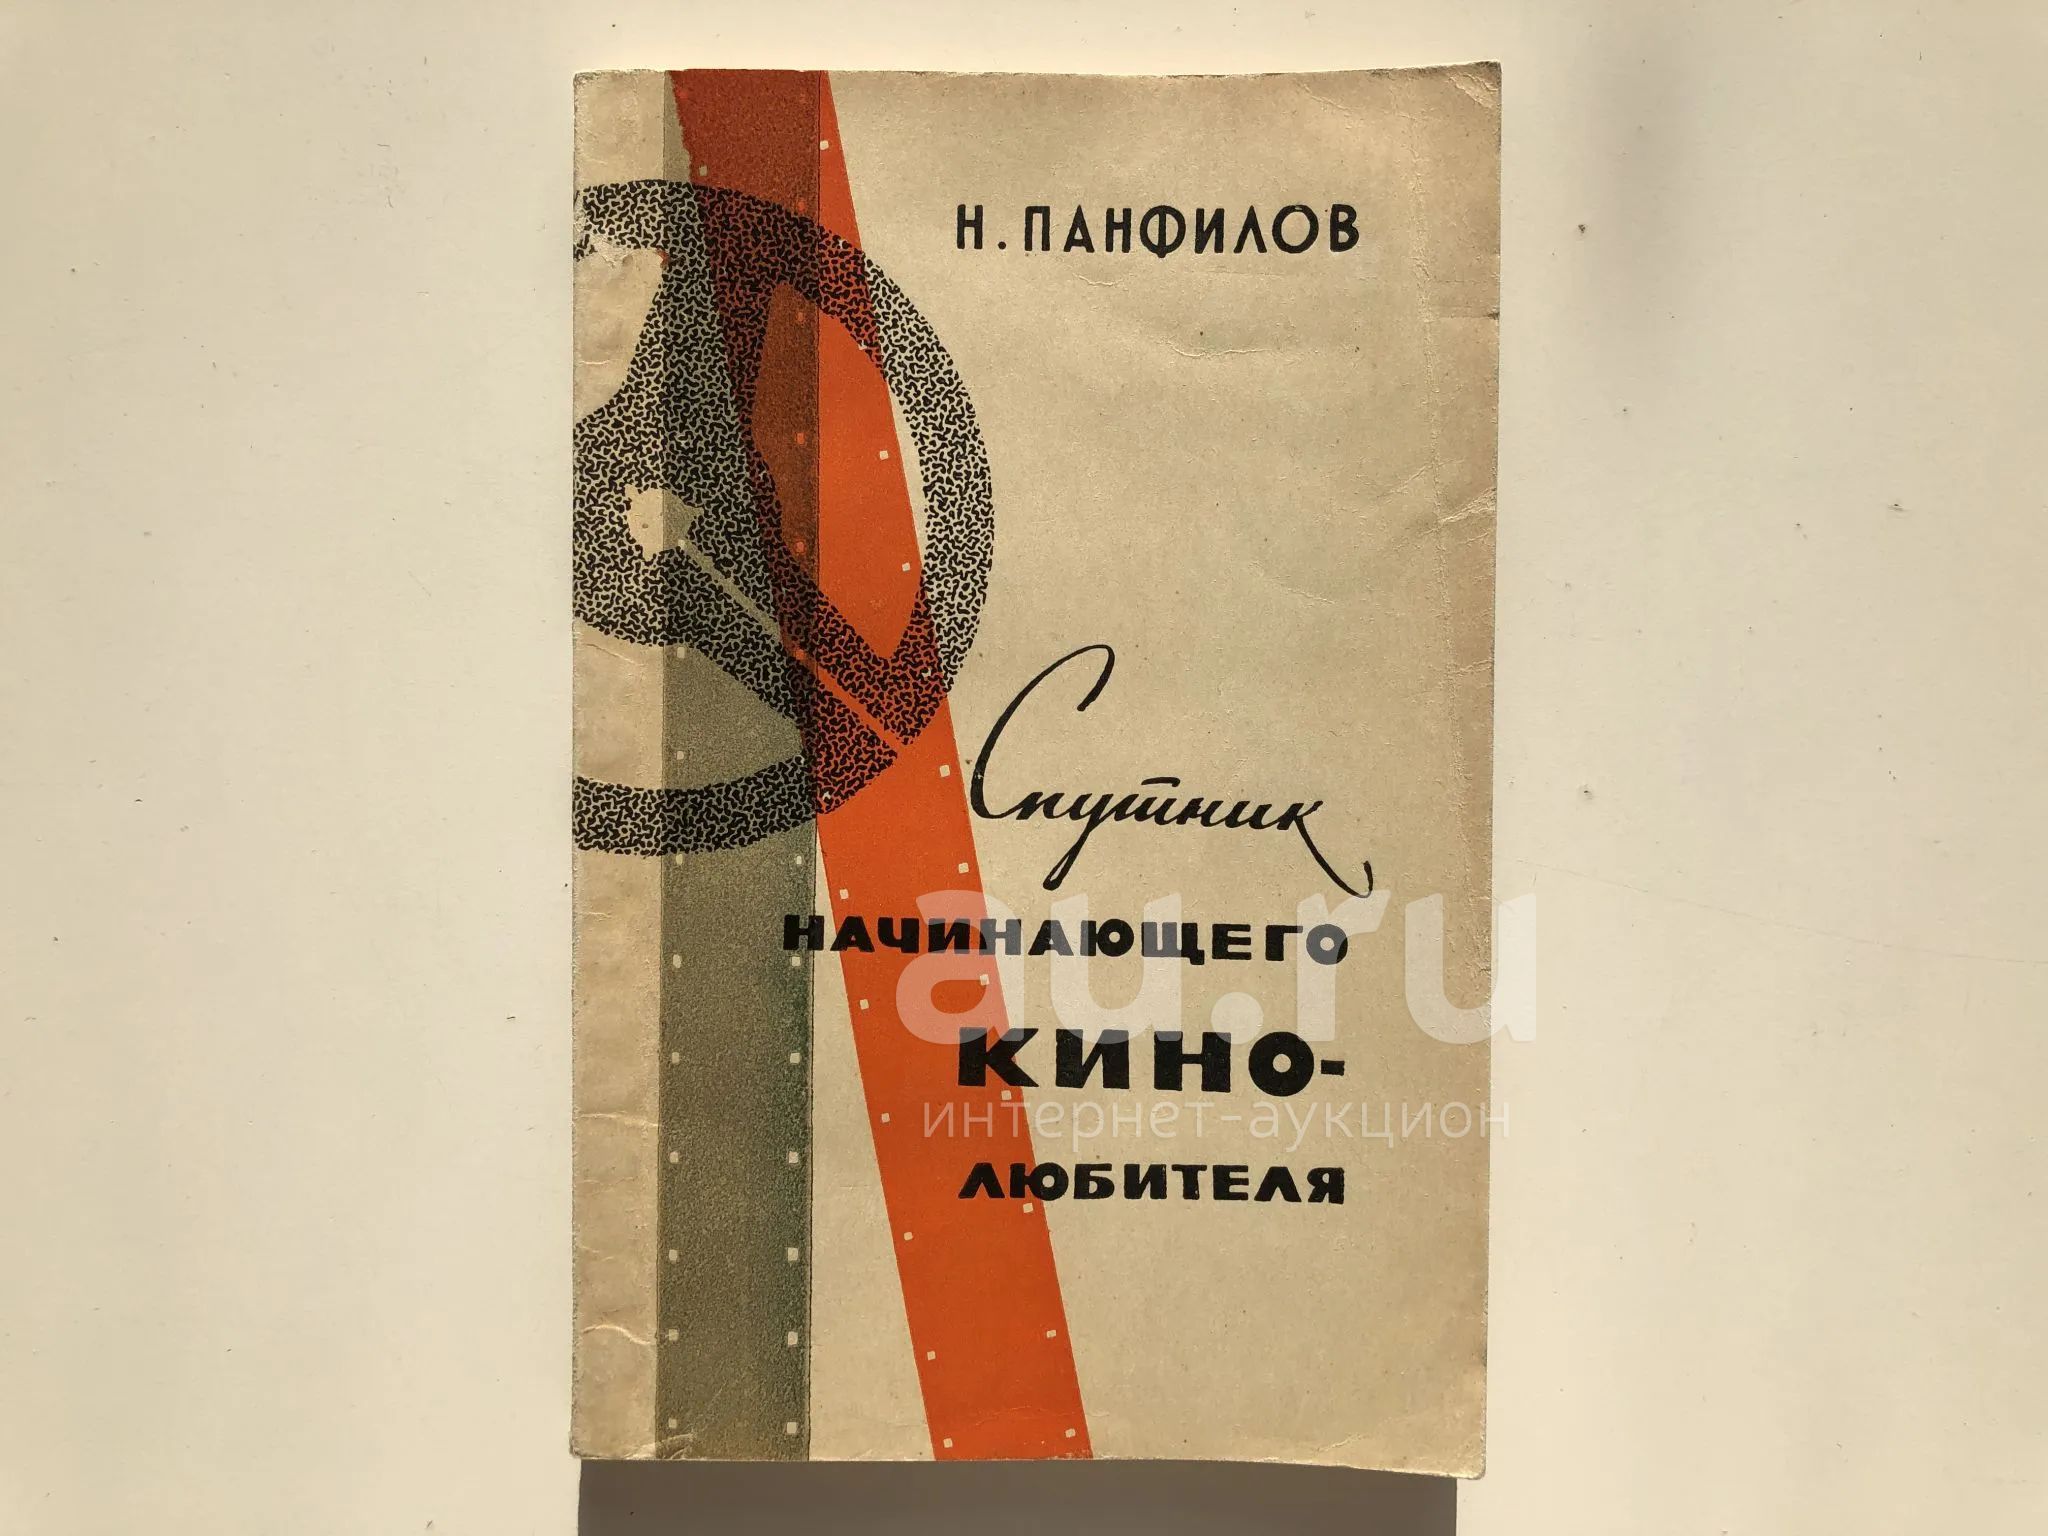 Н. ПАНФИЛОВ
Спутник
НАЧИНАЮЩЕГО
КИНО-
ЛЮБИТЕЛЯ
au.ru
интернет-аукцион